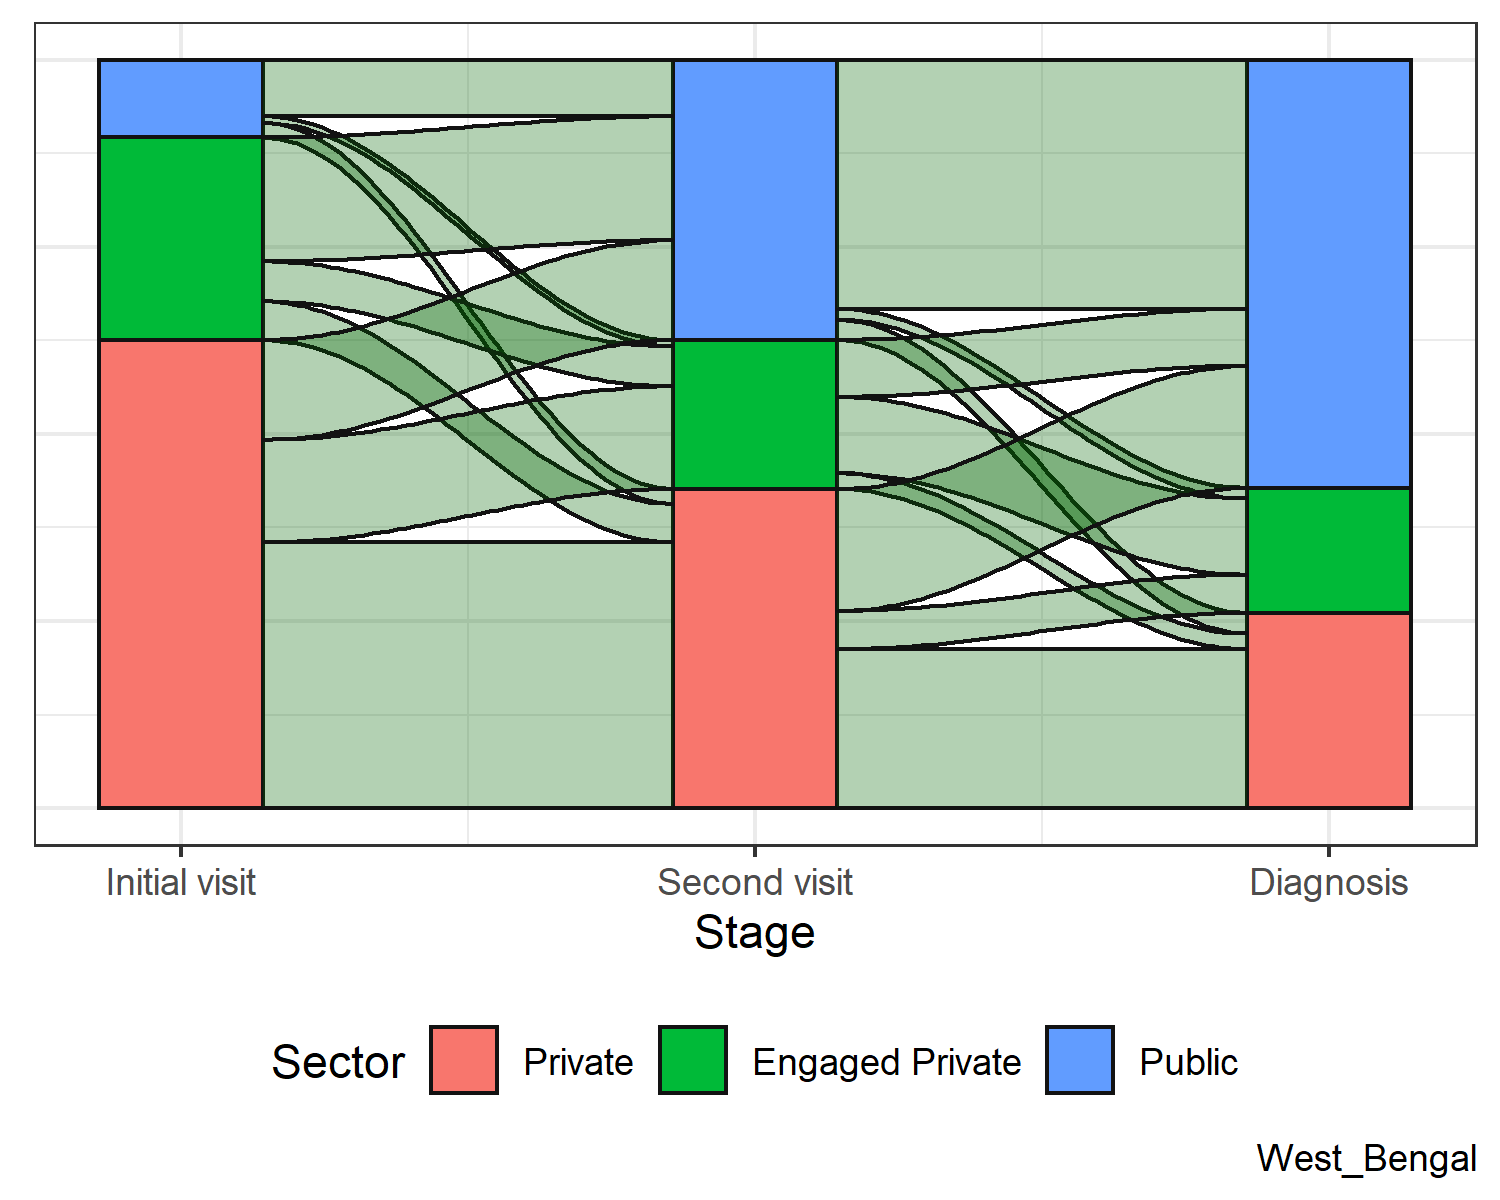 Initial visit Second visit Diagnosis
Stage
Sector Private Engaged Private Public
West_Bengal